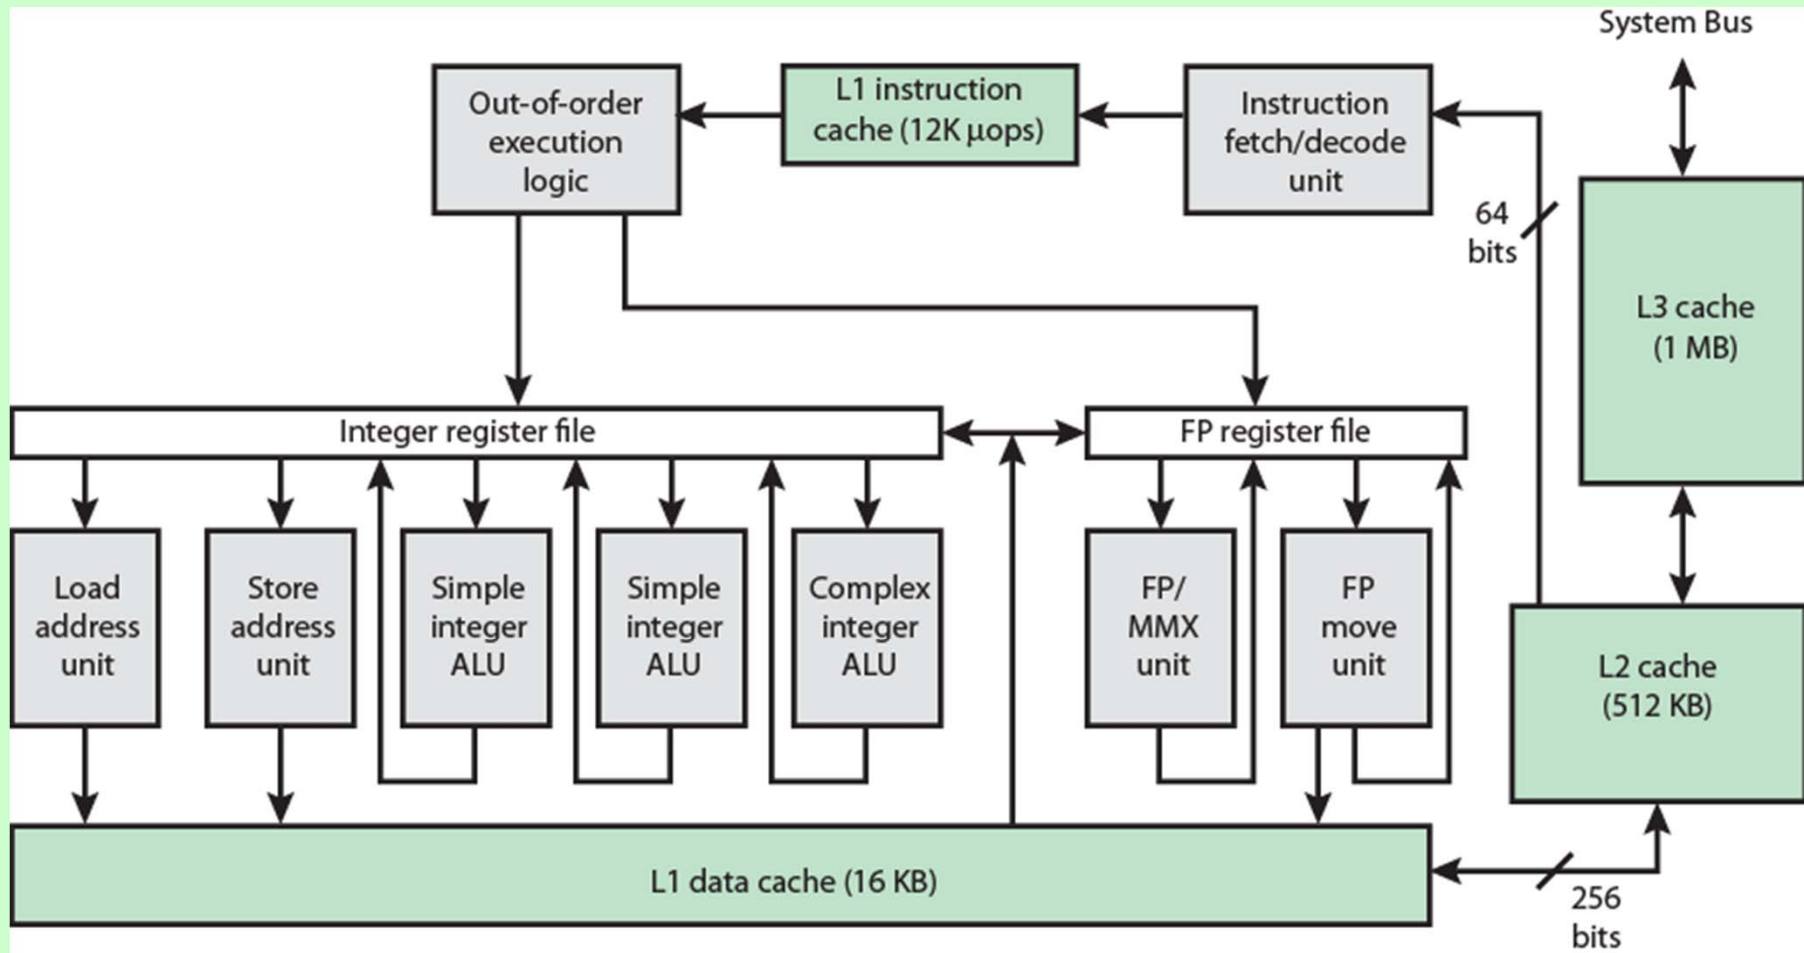 System Bus
Out-of-order
execution
logic
L1 instruction
cache (12K μops)
Instruction
fetch/decode
unit
64
bits
L3 cache
(1 MB)
Integer register file
FP register file
Load
address
unit
Store
address
unit
Simple
integer
ALU
Simple
integer
ALU
Complex
integer
ALU
FP/
MMX
unit
FP
move
unit
L2 cache
(512 KB)
L1 data cache (16 KB)
256
bits